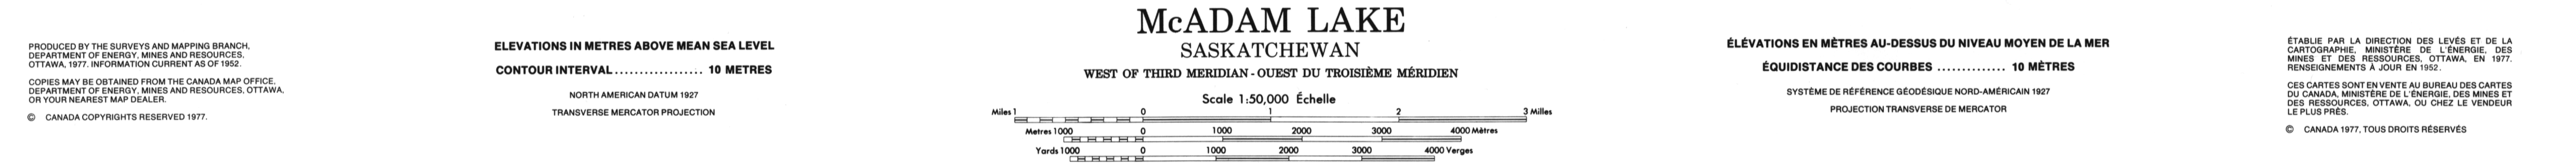 PRODUCED BY THE SURVEYS AND MAPPING BRANCH,
DEPARTMENT OF ENERGY, MINES AND RESOURCES,
OTTAWA, 1977. INFORMATION CURRENT AS OF 1952.
COPIES MAY BE OBTAINED FROM THE CANADA MAP OFFICE,
DEPARTMENT OF ENERGY, MINES AND RESOURCES, OTTAWA,
OR YOUR NEAREST MAP DEALER.
© CANADA COPYRIGHTS RESERVED 1977.
ELEVATIONS IN METRES ABOVE MEAN SEA LEVEL
CONTOUR INTERVAL.................. 10 METRES
NORTH AMERICAN DATUM 1927
TRANSVERSE MERCATOR PROJECTION
McADAM LAKE
SASKATCHEWAN
WEST OF THIRD MERIDIAN - OUEST DU TROISIÈME MÉRIDIEN
Scale 1:50,000 Échelle
Miles 1 0 1 2 3 Milles
Metres 1000 0 1000 2000 3000 4000 Mètres
Yards 1000 0 1000 2000 3000 4000 Verges
ÉLÉVATIONS EN MÈTRES AU-DESSUS DU NIVEAU MOYEN DE LA MER
ÉQUIDISTANCE DES COURBES .............. 10 MÈTRES
SYSTÈME DE RÉFÉRENCE GÉODÉSIQUE NORD-AMÉRICAIN 1927
PROJECTION TRANSVERSE DE MERCATOR
ÉTABLIE PAR LA DIRECTION DES LEVÉS ET DE LA
CARTOGRAPHIE, MINISTÈRE DE L'ÉNERGIE, DES
MINES ET DES RESSOURCES, OTTAWA, EN 1977.
RENSEIGNEMENTS À JOUR EN 1952.
CES CARTES SONT EN VENTE AU BUREAU DES CARTES
DU CANADA, MINISTÈRE DE L'ÉNERGIE, DES MINES ET
DES RESSOURCES, OTTAWA, OU CHEZ LE VENDEUR
LE PLUS PRÈS.
© CANADA 1977, TOUS DROITS RÉSERVÉS